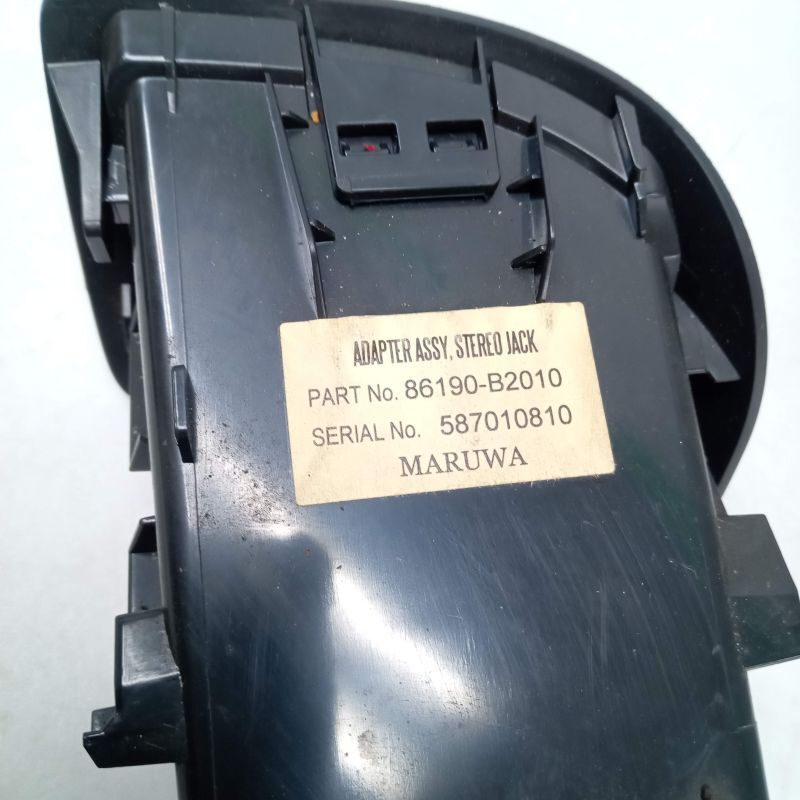 ADAPTER ASSY, STEREO JACK
PART No. 86190-B2010
SERIAL No. 587010810
MARUWA